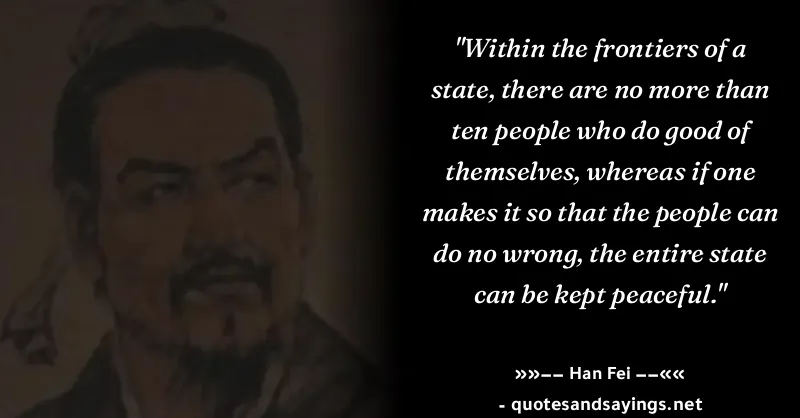 "Within the frontiers of a
state, there are no more than
ten people who do good of
themselves, whereas if one
makes it so that the people can
do no wrong, the entire state
can be kept peaceful."
»»−− Han Fei −−««
- quotesandsayings.net